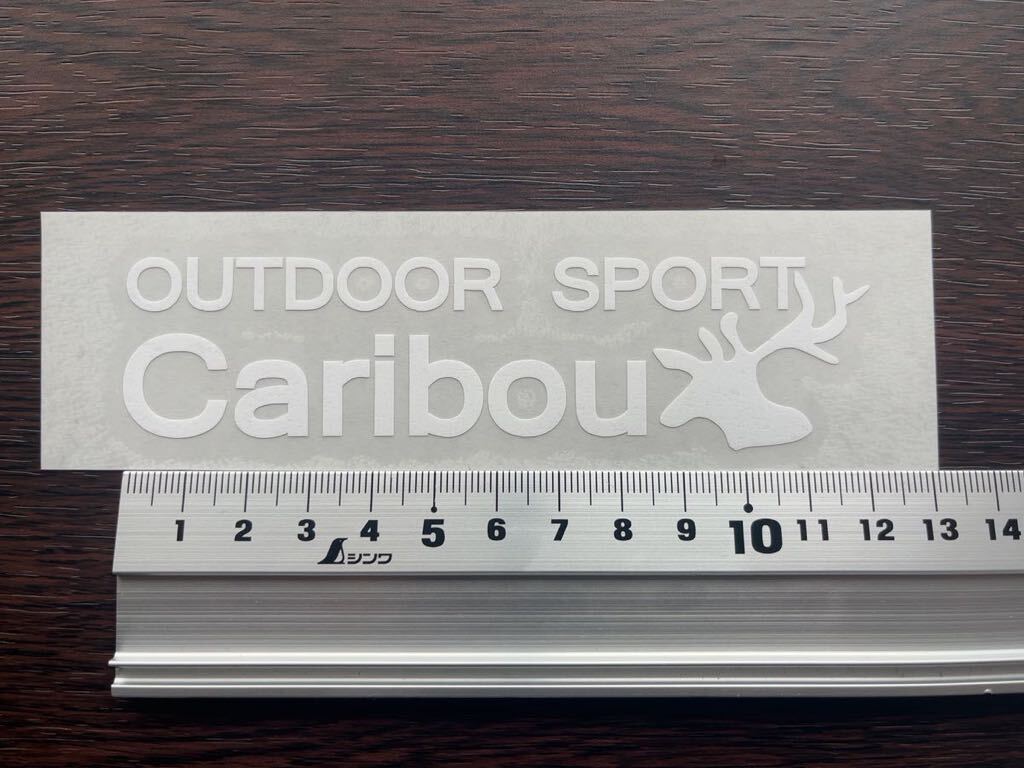 OUTDOOR SPORT
Caribou
1 2 3 4 5 6 7 8 9 10 11 12 13 14
シンワ